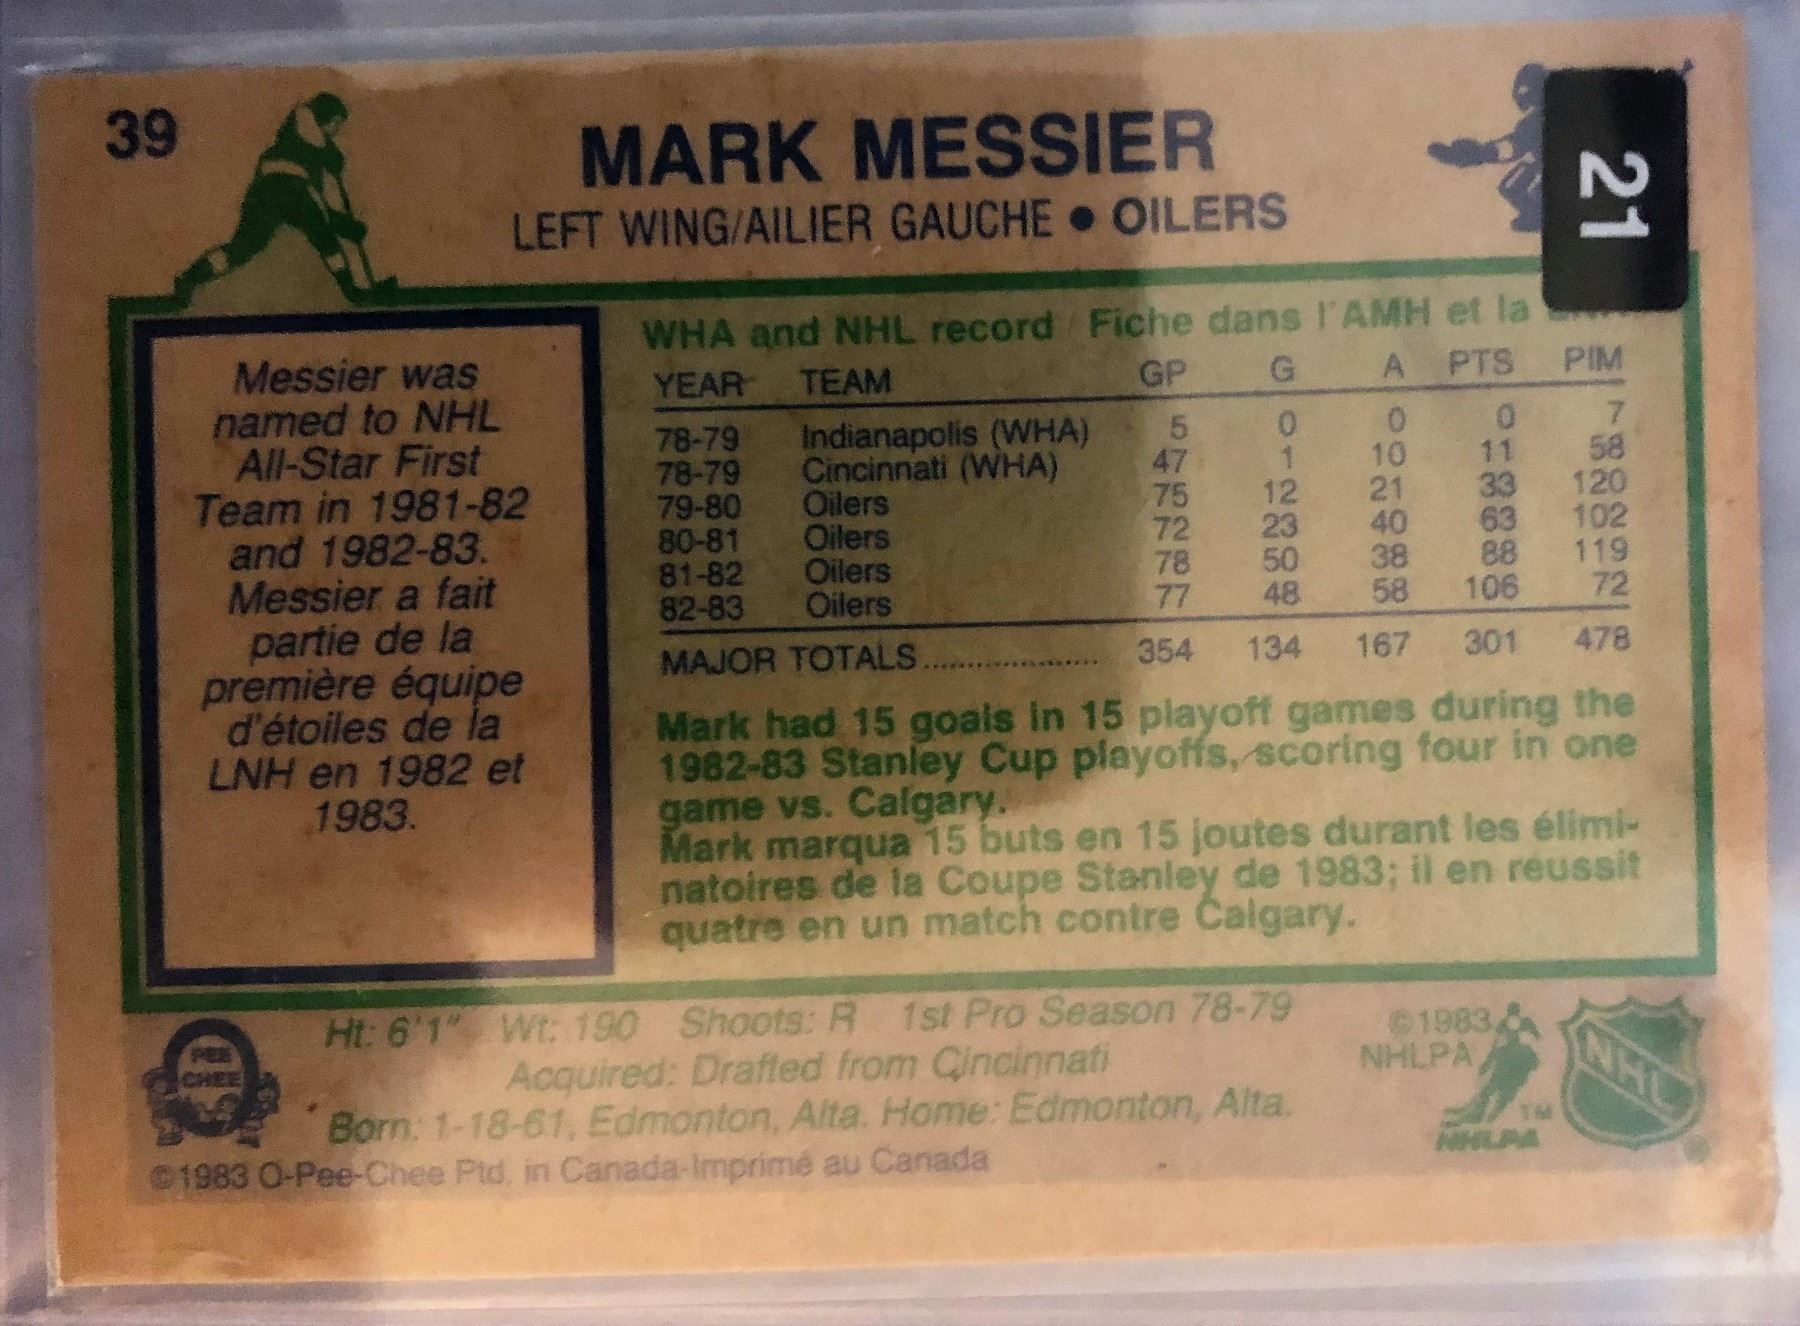 39
MARK MESSIER
LEFT WING/AILIER GAUCHE • OILERS
21
Messier was
named to NHL
All-Star First
Team in 1981-82
and 1982-83.
Messier a fait
partie de la
première équipe
d'étoiles de la
LNH en 1982 et
1983.
WHA and NHL record / Fiche dans l'AMH et la
YEAR TEAM GP G A PTS PIM
78-79 Indianapolis (WHA) 5 0 0 0 7
78-79 Cincinnati (WHA) 47 1 10 11 58
79-80 Oilers 75 12 21 33 120
80-81 Oilers 72 23 40 63 102
81-82 Oilers 78 50 38 88 119
82-83 Oilers 77 48 58 106 72
MAJOR TOTALS.................... 354 134 167 301 478
Mark had 15 goals in 15 playoff games during the
1982-83 Stanley Cup playoffs, scoring four in one
game vs. Calgary.
Mark marqua 15 buts en 15 joutes durant les élimi-
natoires de la Coupe Stanley de 1983; il en réussit
quatre en un match contre Calgary.
PEE
CHEE
Ht: 6'1" Wt: 190 Shoots: R 1st Pro Season 78-79
Acquired: Drafted from Cincinnati
Born: 1-18-61, Edmonton, Alta. Home: Edmonton, Alta.
©1983 O-Pee-Chee Ptd. in Canada-Imprimé au Canada
©1983
NHLPA
TM
NHLPA
NHL
®